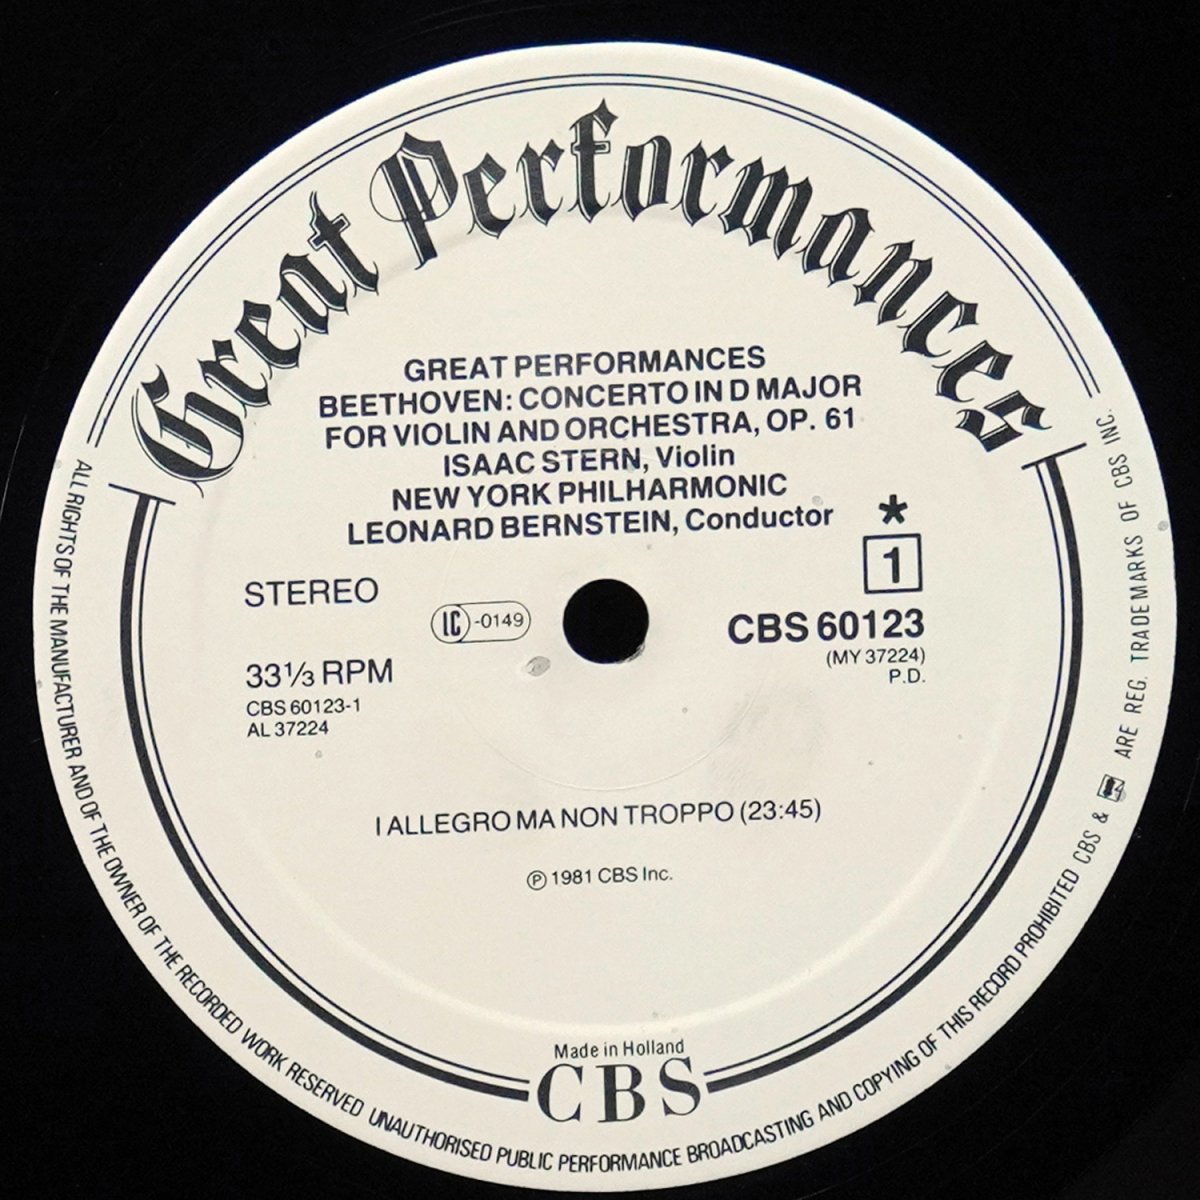 Great Performances
GREAT PERFORMANCES
BEETHOVEN: CONCERTO IN D MAJOR
FOR VIOLIN AND ORCHESTRA, OP. 61
ISAAC STERN, Violin
NEW YORK PHILHARMONIC
LEONARD BERNSTEIN, Conductor
*
1
STEREO
LC -0149
CBS 60123
(MY 37224)
P.D.
33⅓ RPM
CBS 60123-1
AL 37224
I ALLEGRO MA NON TROPPO (23:45)
℗ 1981 CBS Inc.
Made in Holland
CBS
ALL RIGHTS OF THE MANUFACTURER AND OF THE OWNER OF THE RECORDED WORK RESERVED UNAUTHORISED PUBLIC PERFORMANCE BROADCASTING AND COPYING OF THIS RECORD PROHIBITED CBS & ARE REG. TRADEMARKS OF CBS INC.